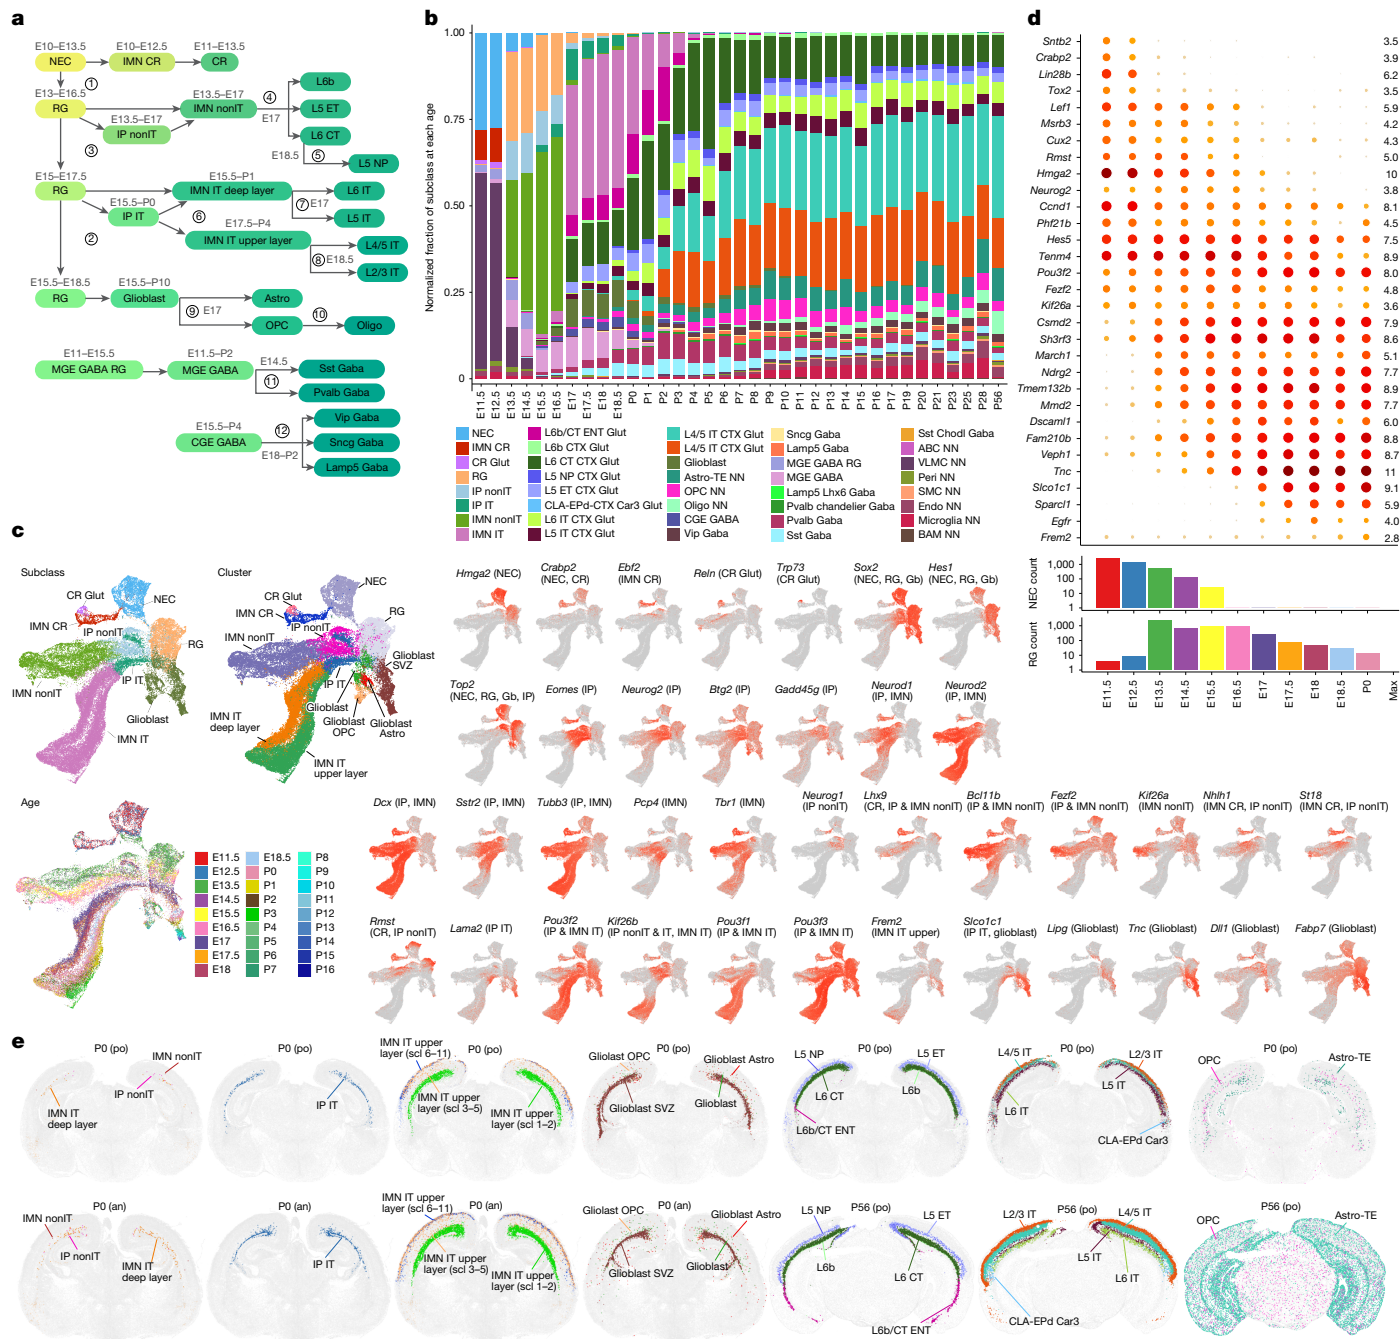 a
E10–E13.5
E10–E12.5
E11–E13.5
NEC
IMN CR
CR
1
E13–E16.5
RG
E13.5–E17
IMN nonIT
4
E17
L6b
L5 ET
L6 CT
E13.5–E17
IP nonIT
3
E18.5
5
L5 NP
E15–E17.5
RG
E15.5–P1
IMN IT deep layer
L6 IT
7
E17
L5 IT
E15.5–P0
IP IT
6
2
E17.5–P4
IMN IT upper layer
L4/5 IT
8
E18.5
L2/3 IT
E15.5–E18.5
RG
E15.5–P10
Glioblast
Astro
9
E17
OPC
10
Oligo
E11–E15.5
MGE GABA RG
E11.5–P2
MGE GABA
E14.5
Sst Gaba
11
Pvalb Gaba
E15.5–P4
CGE GABA
12
E18–P2
Vip Gaba
Sncg Gaba
Lamp5 Gaba
b
Normalized fraction of subclass at each age
1.00
0.75
0.50
0.25
0
E11.5
E12.5
E13.5
E14.5
E15.5
E16.5
E17
E17.5
E18
E18.5
P0
P1
P2
P3
P4
P5
P6
P7
P8
P9
P10
P11
P12
P13
P14
P15
P16
P17
P19
P20
P21
P23
P25
P28
P56
NEC
IMN CR
CR Glut
RG
IP nonIT
IP IT
IMN nonIT
IMN IT
L6b/CT ENT Glut
L6b CTX Glut
L6 CT CTX Glut
L5 NP CTX Glut
L5 ET CTX Glut
CLA-EPd-CTX Car3 Glut
L6 IT CTX Glut
L5 IT CTX Glut
L4/5 IT CTX Glut
L4/5 IT CTX Glut
Glioblast
Astro-TE NN
OPC NN
Oligo NN
CGE GABA
Vip Gaba
Sncg Gaba
Lamp5 Gaba
MGE GABA RG
MGE GABA
Lamp5 Lhx6 Gaba
Pvalb chandelier Gaba
Pvalb Gaba
Sst Gaba
Sst Chodl Gaba
ABC NN
VLMC NN
Peri NN
SMC NN
Endo NN
Microglia NN
BAM NN
d
Sntb2 3.5
Crabp2 3.9
Lin28b 6.2
Tox2 3.5
Lef1 5.9
Msrb3 4.2
Cux2 4.3
Rmst 5.0
Hmga2 10
Neurog2 3.8
Ccnd1 8.1
Phf21b 4.5
Hes5 7.5
Tenm4 8.9
Pou3f2 8.0
Fezf2 4.8
Kif26a 3.6
Csmd2 7.9
Sh3rf3 8.6
March1 5.1
Ndrg2 7.7
Tmem132b 8.9
Mmd2 7.7
Dscaml1 6.0
Fam210b 8.8
Veph1 8.7
Tnc 11
Slco1c1 9.1
Sparcl1 5.9
Egfr 4.0
Frem2 2.8
NEC count
1,000
100
10
1
RG count
1,000
100
10
1
E11.5
E12.5
E13.5
E14.5
E15.5
E16.5
E17
E17.5
E18
E18.5
P0
Max
c
Subclass
CR Glut
NEC
IMN CR
IP nonIT
RG
IP IT
IMN nonIT
Glioblast
IMN IT
Cluster
NEC
CR Glut
IMN CR
RG
IP nonIT
IMN nonIT
Glioblast
SVZ
IP IT
Glioblast
Glioblast
OPC
Glioblast
Astro
IMN IT
deep layer
IMN IT
upper layer
Age
E11.5
E12.5
E13.5
E14.5
E15.5
E16.5
E17
E17.5
E18
E18.5
P0
P1
P2
P3
P4
P5
P6
P7
P8
P9
P10
P11
P12
P13
P14
P15
P16
Hmga2 (NEC)
Crabp2
(NEC, CR)
Ebf2
(IMN CR)
Reln (CR Glut)
Trp73
(CR Glut)
Sox2
(NEC, RG, Gb)
Hes1
(NEC, RG, Gb)
Top2
(NEC, RG, Gb, IP)
Eomes (IP)
Neurog2 (IP)
Btg2 (IP)
Gadd45g (IP)
Neurod1
(IP, IMN)
Neurod2
(IP, IMN)
Dcx (IP, IMN)
Sstr2 (IP, IMN)
Tubb3 (IP, IMN)
Pcp4 (IMN)
Tbr1 (IMN)
Neurog1
(IP nonIT)
Lhx9
(CR, IP & IMN nonIT)
Bcl11b
(IP & IMN nonIT)
Fezf2
(IP & IMN nonIT)
Kif26a
(IMN nonIT)
Nhlh1
(IMN CR, IP nonIT)
St18
(IMN CR, IP nonIT)
Rmst
(CR, IP nonIT)
Lama2 (IP IT)
Pou3f2
(IP & IMN IT)
Kif26b
(IP nonIT & IT, IMN IT)
Pou3f1
(IP & IMN IT)
Pou3f3
(IP & IMN IT)
Frem2
(IMN IT upper)
Slco1c1
(IP IT, glioblast)
Lipg (Glioblast)
Tnc (Glioblast)
Dll1 (Glioblast)
Fabp7 (Glioblast)
e
P0 (po)
IMN nonIT
IP nonIT
IMN IT
deep layer
P0 (po)
IP IT
IMN IT upper
layer (scl 6–11)
P0 (po)
IMN IT upper
layer (scl 3–5)
IMN IT upper
layer (scl 1–2)
P0 (po)
Gliolast OPC
Glioblast Astro
Glioblast SVZ
Glioblast
P0 (po)
L5 NP
L5 ET
L6 CT
L6b
L6b/CT ENT
P0 (po)
L4/5 IT
L2/3 IT
L5 IT
L6 IT
CLA-EPd Car3
P0 (po)
OPC
Astro-TE
P0 (an)
IMN nonIT
IP nonIT
IMN IT
deep layer
P0 (an)
IP IT
IMN IT upper
layer (scl 6–11)
P0 (an)
IMN IT upper
layer (scl 3–5)
IMN IT upper
layer (scl 1–2)
P0 (an)
Glioblast OPC
Glioblast Astro
Glioblast SVZ
Glioblast
P56 (po)
L5 NP
L5 ET
L6b
L6 CT
L6b/CT ENT
P56 (po)
L2/3 IT
L4/5 IT
L5 IT
L6 IT
CLA-EPd Car3
P56 (po)
OPC
Astro-TE